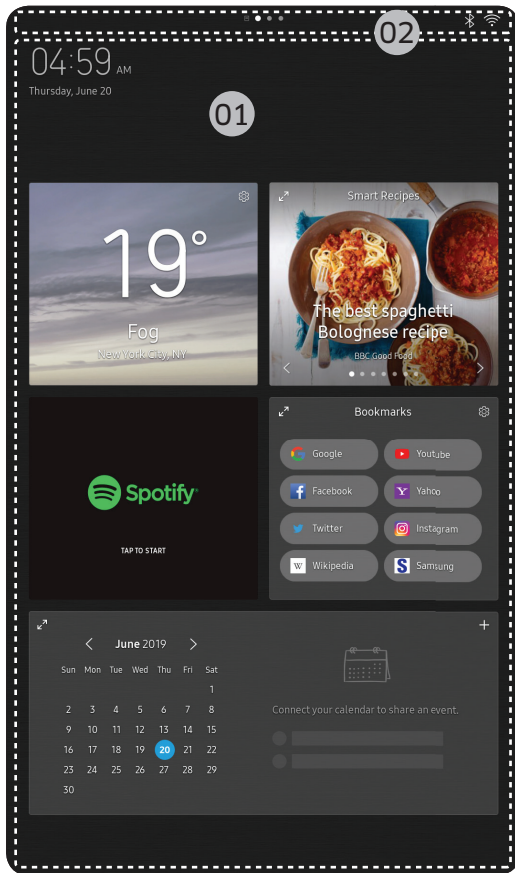 02
04:59 AM
Thursday, June 20
01
19°
Fog
New York City, NY
Smart Recipes
The best spaghetti
Bolognese recipe
BBC Good Food
Spotify
TAP TO START
Bookmarks
Google
Youtube
Facebook
Yahoo
Twitter
Instagram
W Wikipedia
S Samsung
June 2019
Sun Mon Tue Wed Thu Fri Sat
1
2 3 4 5 6 7 8
9 10 11 12 13 14 15
16 17 18 19 20 21 22
23 24 25 26 27 28 29
30
Connect your calendar to share an event.